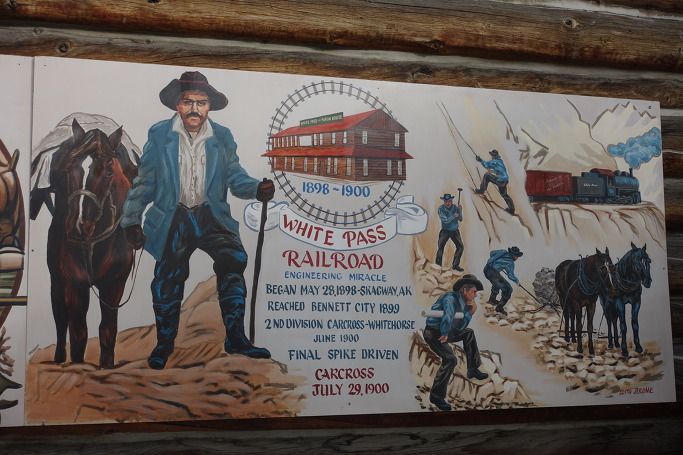 1898~1900
WHITE PASS
RAILROAD
ENGINEERING MIRACLE
BEGAN MAY 28,1898-SKAGWAY,AK
REACHED BENNETT CITY 1899
2ND DIVISION CARCROSS-WHITEHORSE
JUNE 1900
FINAL SPIKE DRIVEN
CARCROSS
JULY 29,1900